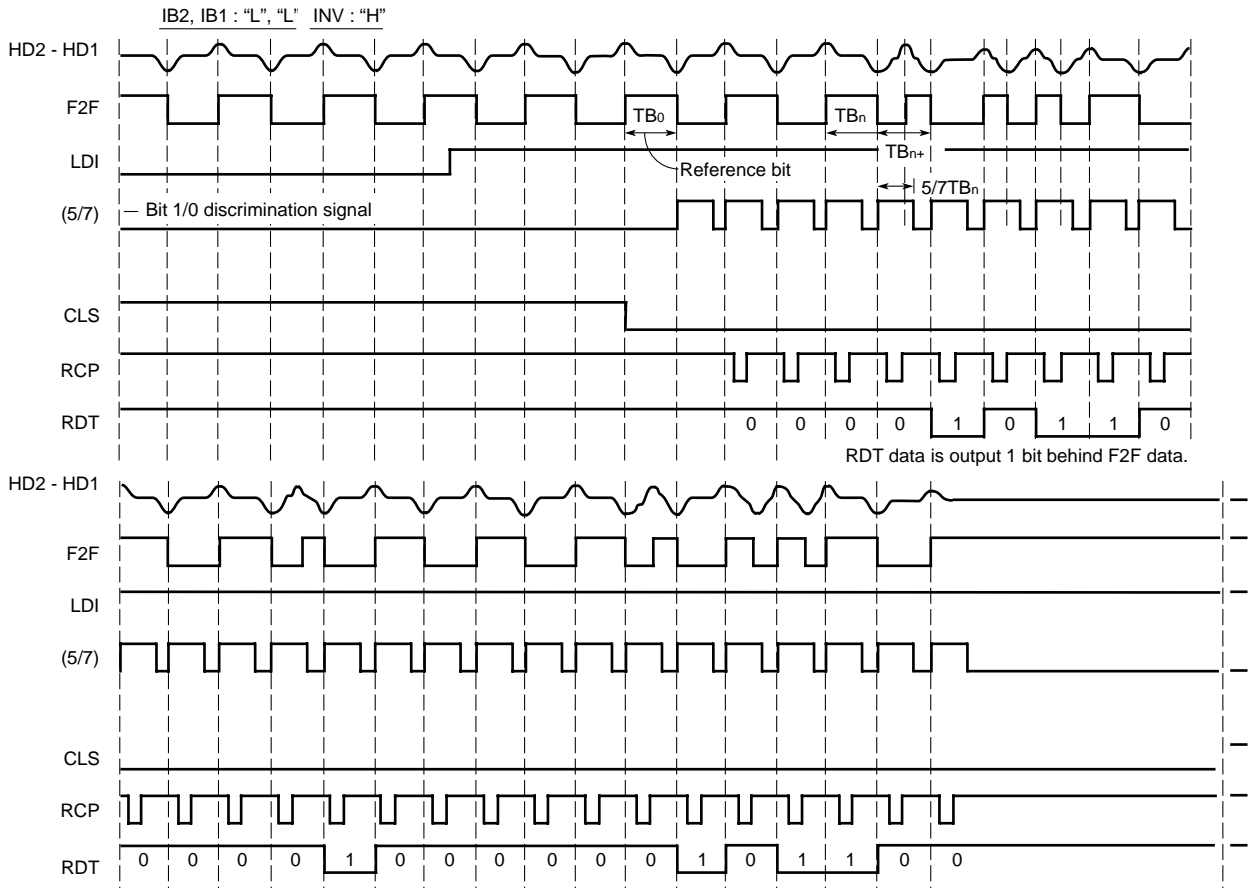 IB2, IB1 : “L”, “L” INV : “H”
HD2 - HD1
F2F
TB0
TBn
LDI
TBn+
Reference bit
5/7TBn
(5/7)
Bit 1/0 discrimination signal
CLS
RCP
RDT
0 0 0 0 1 0 1 1 0
RDT data is output 1 bit behind F2F data.
HD2 - HD1
F2F
LDI
(5/7)
CLS
RCP
RDT
0 0 0 0 1 0 0 0 0 0 0 1 0 1 1 0 0